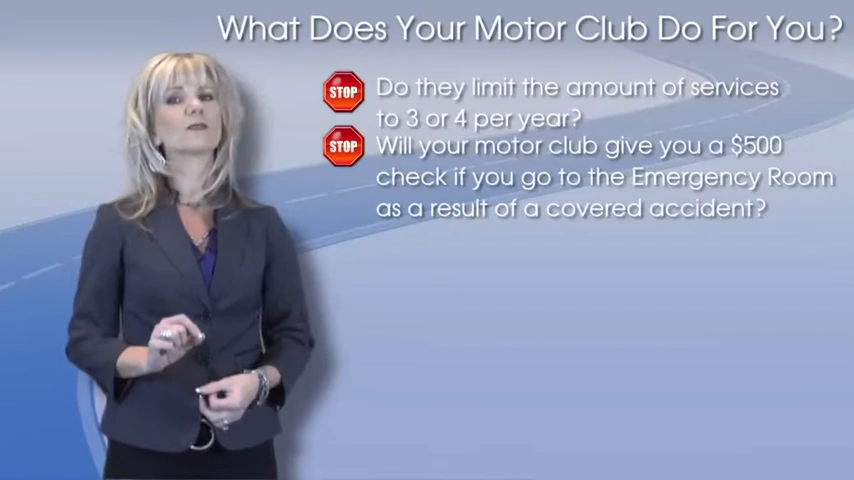 What Does Your Motor Club Do For You?
STOP Do they limit the amount of services
to 3 or 4 per year?
STOP Will your motor club give you a $500
check if you go to the Emergency Room
as a result of a covered accident?